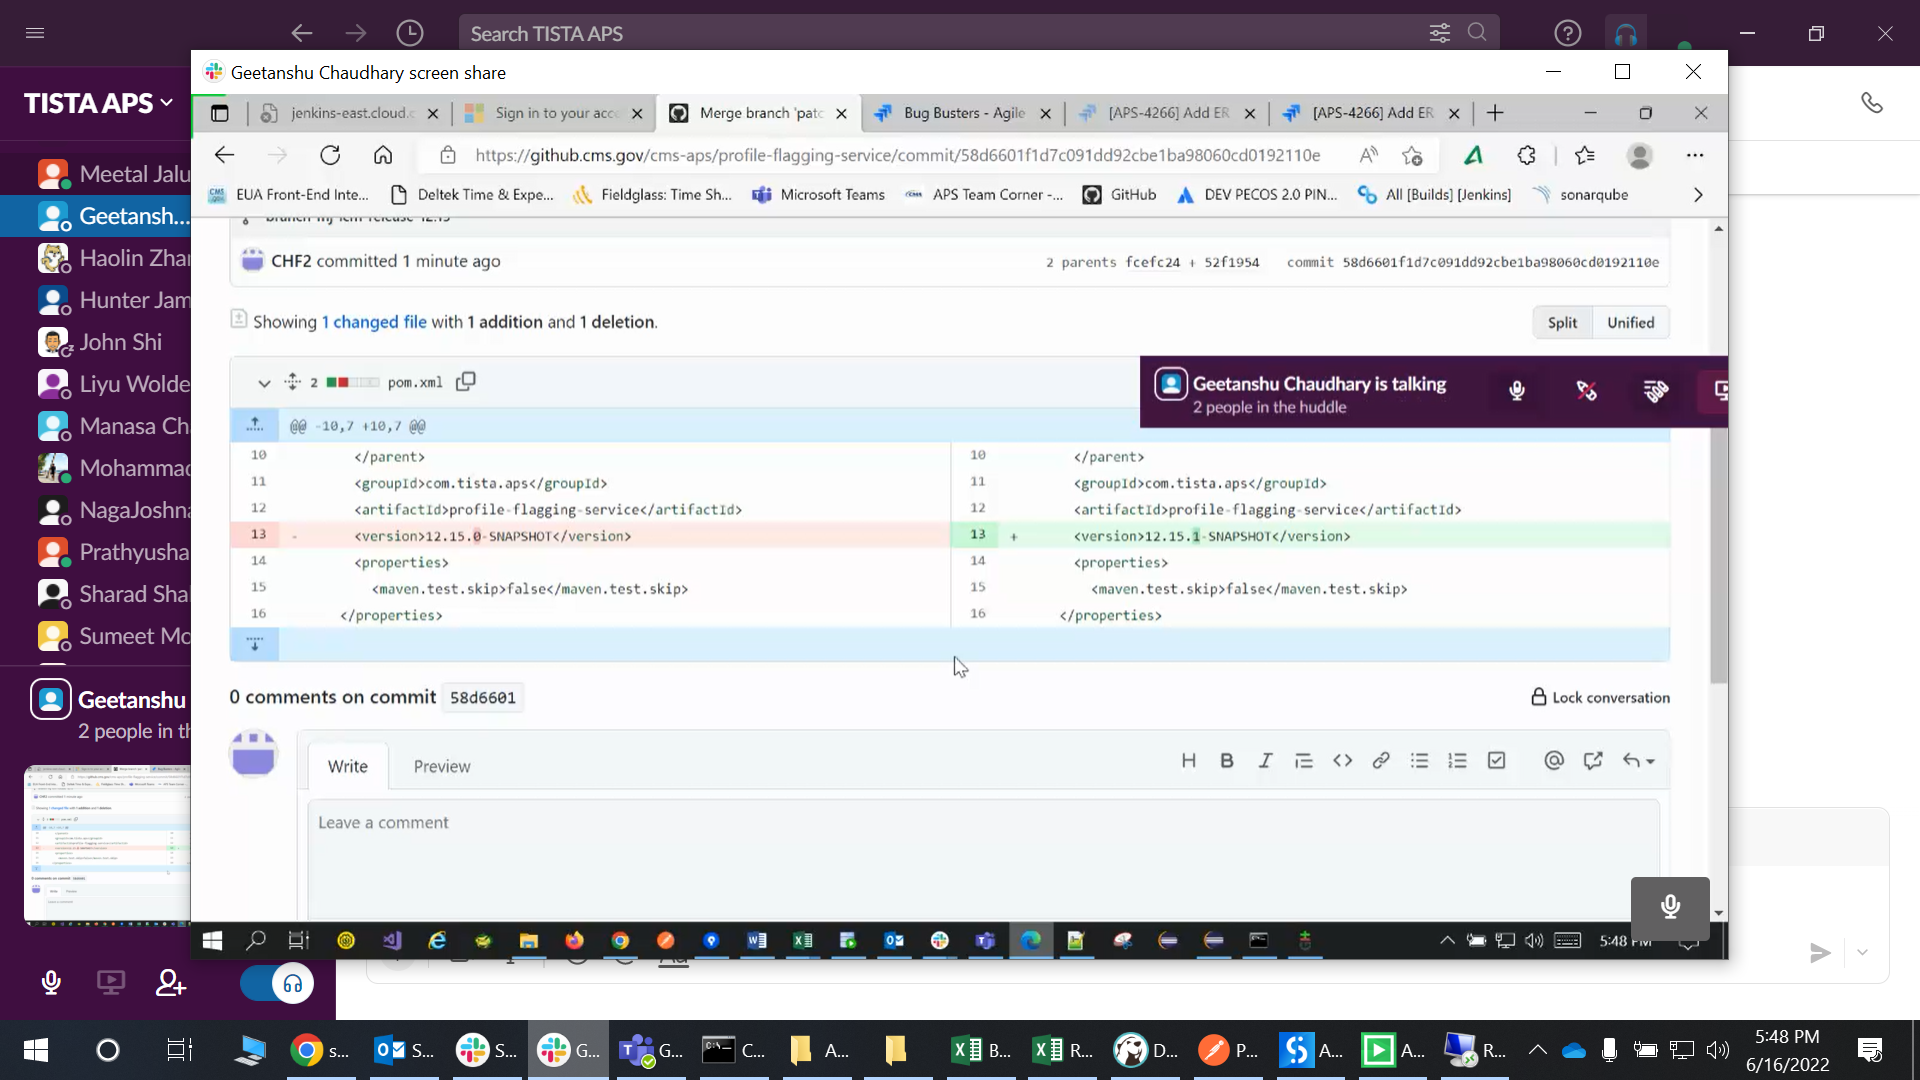 Search TISTA APS
Geetanshu Chaudhary screen share
TISTA APS
jenkins-east.cloud.c
Sign in to your acco
Merge branch 'patc
Bug Busters - Agile
[APS-4266] Add ER
[APS-4266] Add ER
https://github.cms.gov/cms-aps/profile-flagging-service/commit/58d6601f1d7c091dd92cbe1ba98060cd0192110e
EUA Front-End Inte...
Deltek Time & Expe...
Fieldglass: Time Sh...
Microsoft Teams
APS Team Corner -...
GitHub
DEV PECOS 2.0 PIN...
All [Builds] [Jenkins]
sonarqube
Meetal Jalu
Geetansh...
Haolin Zhan
Hunter Jam
John Shi
Liyu Wolde
Manasa Ch
Mohammad
NagaJoshna
Prathyusha
Sharad Sha
Sumeet Mo
Geetanshu
2 people in th
CHF2 committed 1 minute ago
2 parents fcefc24 + 52f1954 commit 58d6601f1d7c091dd92cbe1ba98060cd0192110e
Showing 1 changed file with 1 addition and 1 deletion.
Split Unified
2 pom.xml
Geetanshu Chaudhary is talking
2 people in the huddle
@@ -10,7 +10,7 @@
10 </parent>
11 <groupId>com.tista.aps</groupId>
12 <artifactId>profile-flagging-service</artifactId>
13 - <version>12.15.0-SNAPSHOT</version>
14 <properties>
15 <maven.test.skip>false</maven.test.skip>
16 </properties>
10 </parent>
11 <groupId>com.tista.aps</groupId>
12 <artifactId>profile-flagging-service</artifactId>
13 + <version>12.15.1-SNAPSHOT</version>
14 <properties>
15 <maven.test.skip>false</maven.test.skip>
16 </properties>
0 comments on commit 58d6601
Lock conversation
Write Preview
Leave a comment
5:48 PM
s...
S...
S...
G...
G...
C...
A...
B...
R...
D...
P...
A...
A...
R...
5:48 PM
6/16/2022